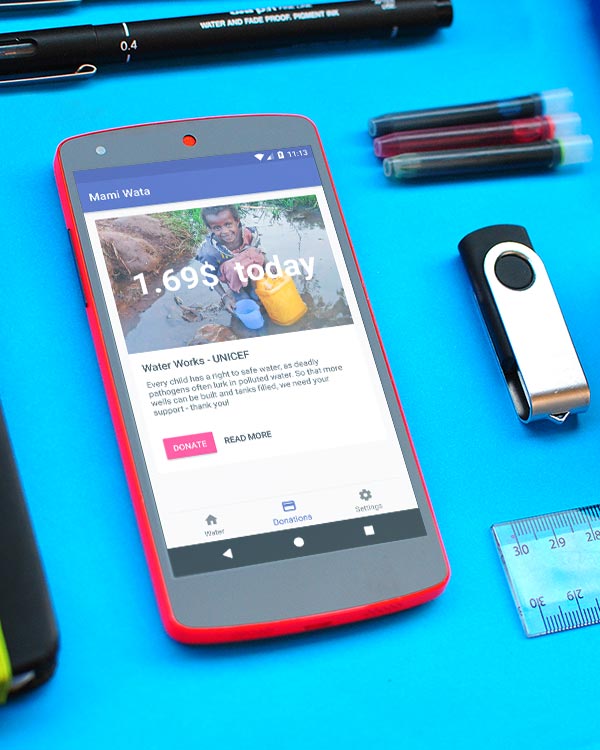 0.4
WATER AND FADE PROOF. PIGMENT INK
11:13
Mami Wata
1.69$ today
Water Works - UNICEF
Every child has a right to safe water, as deadly
pathogens often lurk in polluted water. So that more
wells can be built and tanks filled, we need your
support - thank you!
DONATE READ MORE
Water Donations Settings
30 29 28
30 29